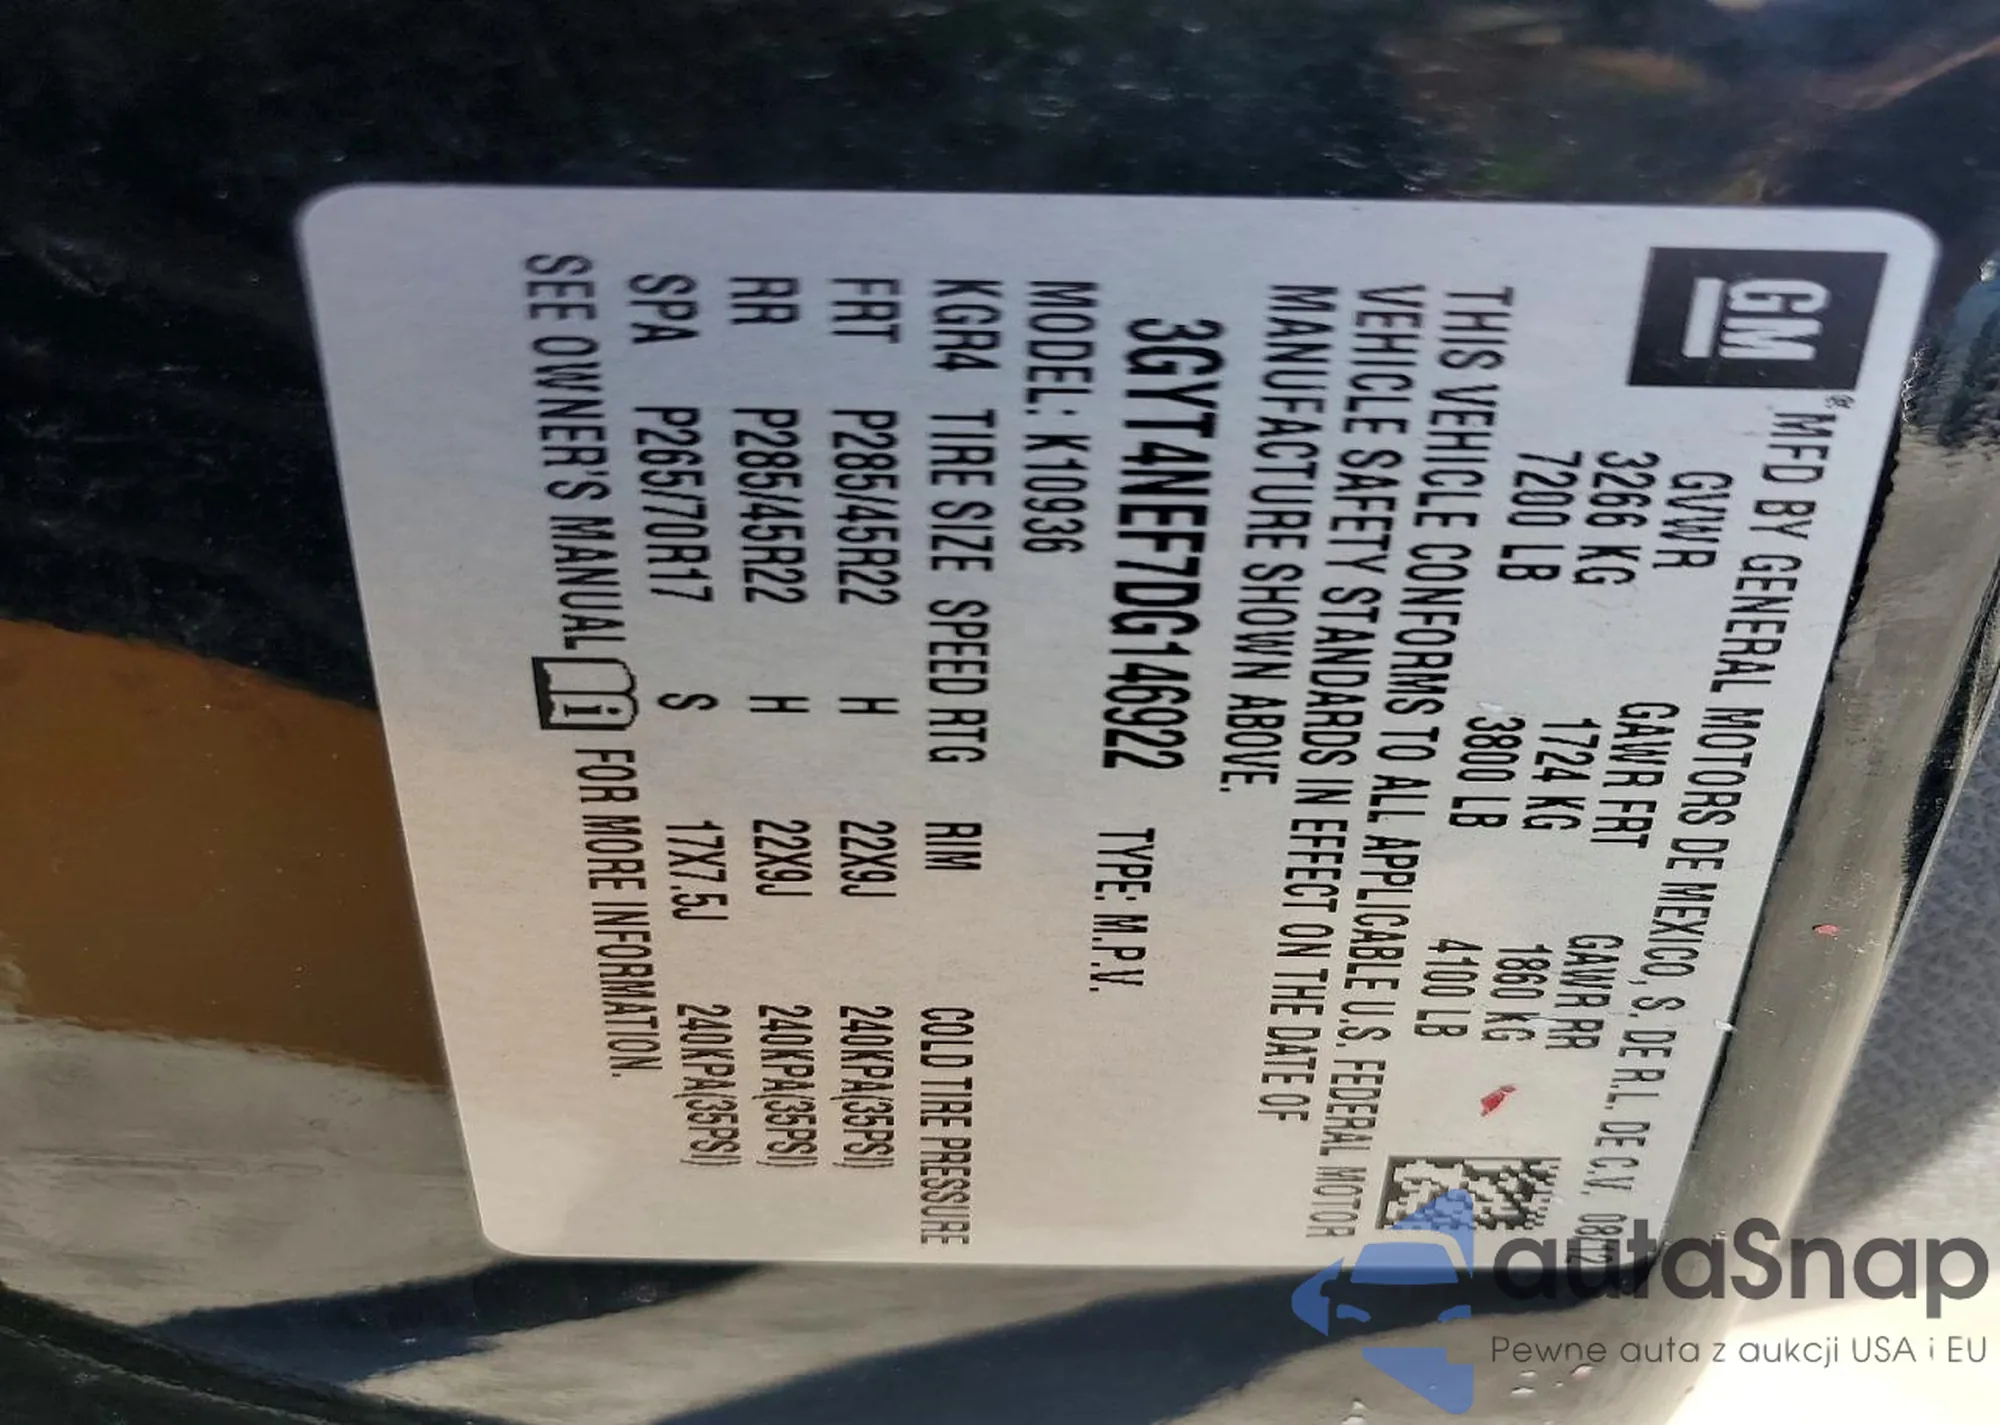 GM® MFD BY GENERAL MOTORS DE MEXICO, S. DE R.L. DE C.V. 08/12
GVWR GAWR FRT GAWR RR
3266 KG 1724 KG 1860 KG
7200 LB 3800 LB 4100 LB
THIS VEHICLE CONFORMS TO ALL APPLICABLE U.S. FEDERAL MOTOR
VEHICLE SAFETY STANDARDS IN EFFECT ON THE DATE OF
MANUFACTURE SHOWN ABOVE.
3GYT4NEF7DG146922 TYPE: M.P.V.
MODEL: K10936
KGR4 TIRE SIZE SPEED RTG RIM COLD TIRE PRESSURE
FRT P285/45R22 H 22X9J 240KPA(35PSI)
RR P285/45R22 H 22X9J 240KPA(35PSI)
SPA P265/70R17 S 17X7.5J 240KPA(35PSI)
SEE OWNER'S MANUAL i FOR MORE INFORMATION.
autaSnap
Pewne auta z aukcji USA i EU